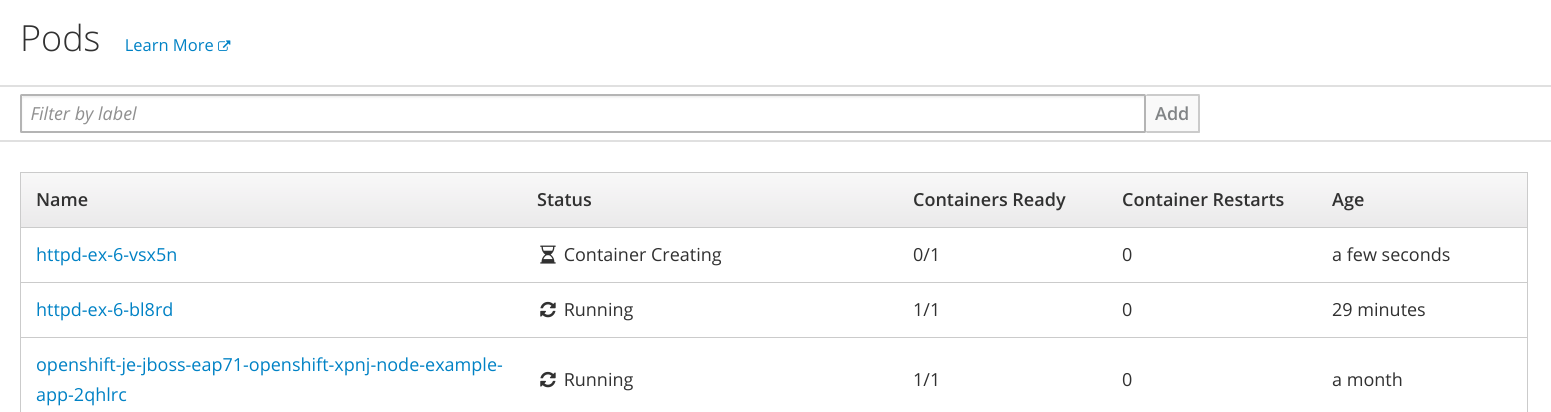 Pods Learn More
Filter by label Add
Name Status Containers Ready Container Restarts Age
httpd-ex-6-vsx5n Container Creating 0/1 0 a few seconds
httpd-ex-6-bl8rd Running 1/1 0 29 minutes
openshift-je-jboss-eap71-openshift-xpnj-node-example-
app-2qhlrc Running 1/1 0 a month